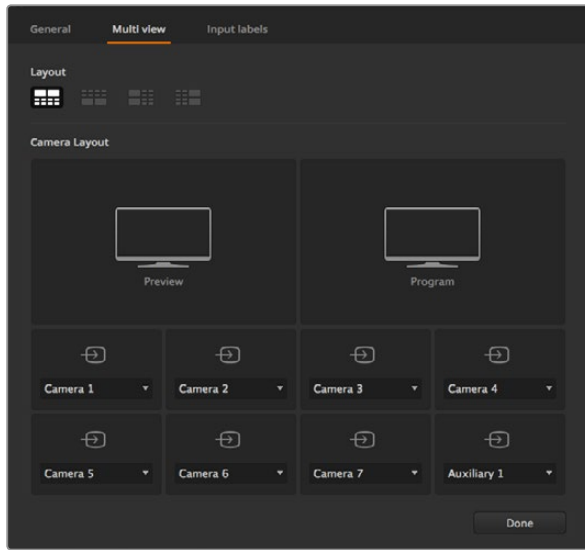 General Multi view Input labels
Layout
Camera Layout
Preview Program
Camera 1 Camera 2 Camera 3 Camera 4
Camera 5 Camera 6 Camera 7 Auxiliary 1
Done